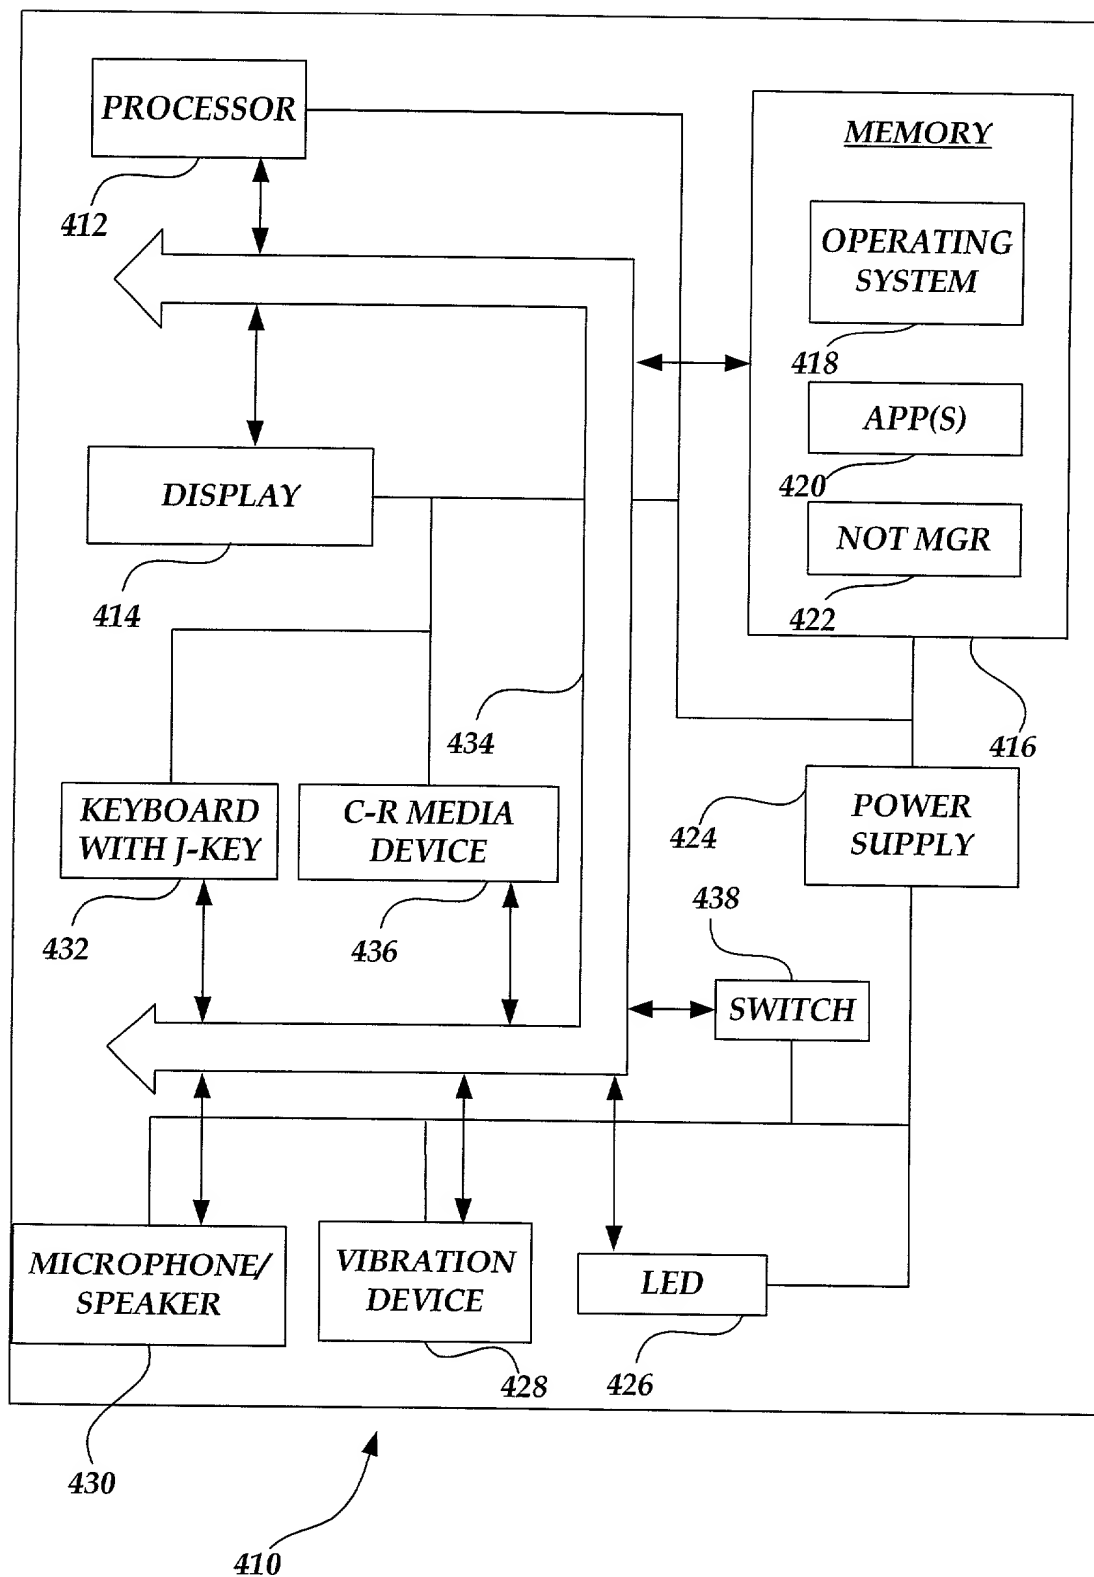 PROCESSOR
412
MEMORY
OPERATING
SYSTEM
418
APP(S)
420
NOT MGR
422
416
DISPLAY
414
434
KEYBOARD
WITH J-KEY
432
C-R MEDIA
DEVICE
436
POWER
SUPPLY
424
438
SWITCH
MICROPHONE/
SPEAKER
430
VIBRATION
DEVICE
428
LED
426
410